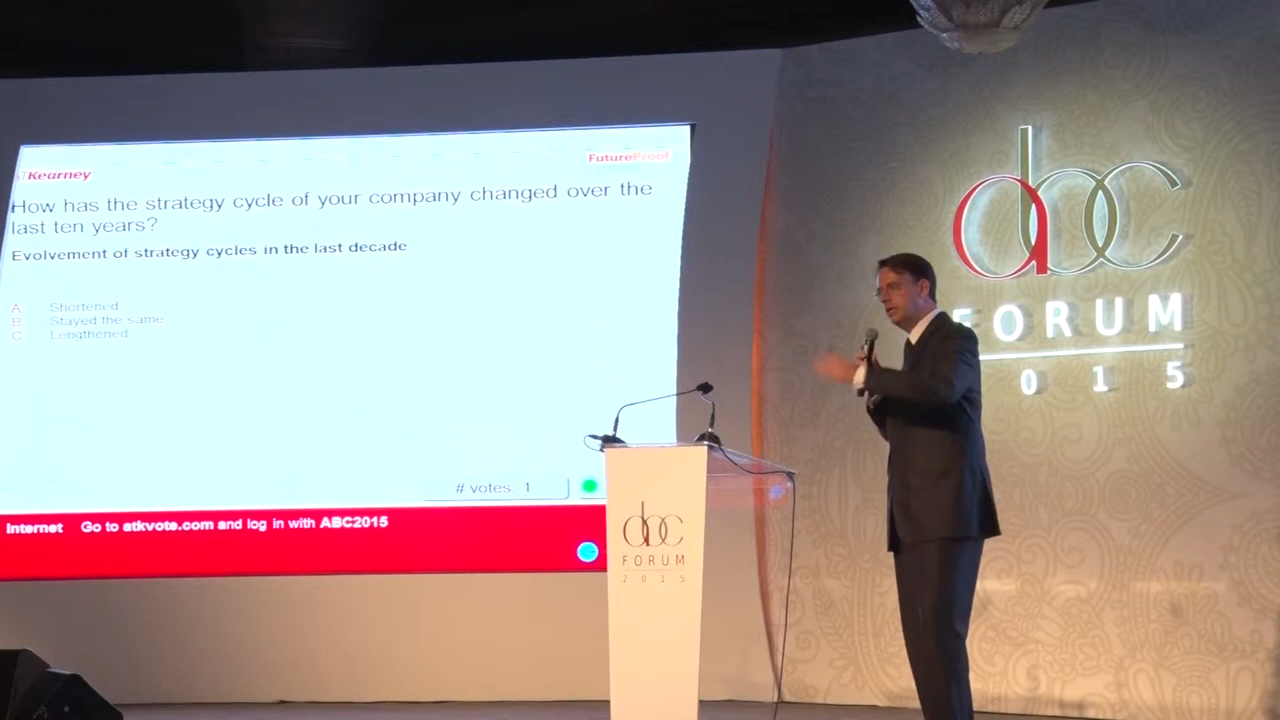 ATKearney
FutureProof
How has the strategy cycle of your company changed over the
last ten years?
Evolvement of strategy cycles in the last decade
A Shortened
B Stayed the same
C Lengthened
# votes: 1
Internet Go to atkvote.com and log in with ABC2015
abc
FORUM
2015
abc
FORUM
015